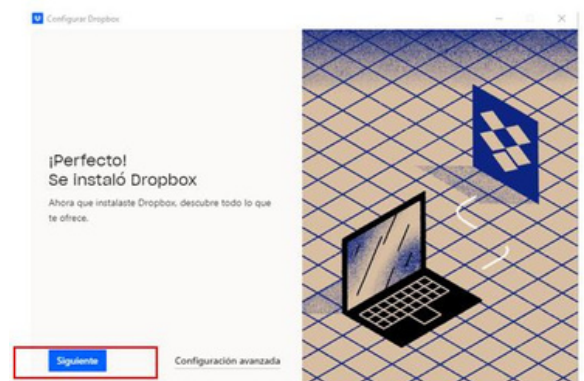 Configurar Dropbox
¡Perfecto!
Se instaló Dropbox
Ahora que instalaste Dropbox, descubre todo lo que
te ofrece.
Siguiente
Configuración avanzada